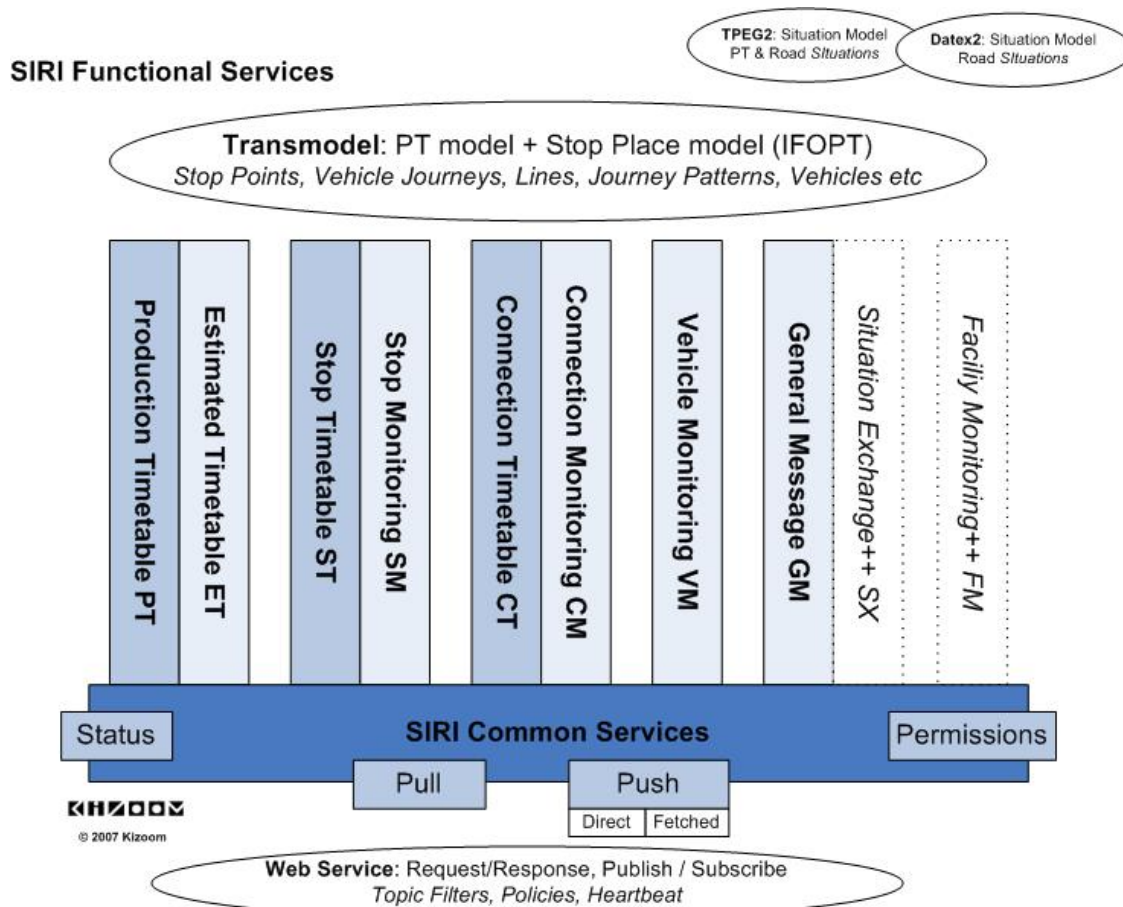 TPEG2: Situation Model
PT & Road SItuations
Datex2: Situation Model
Road SItuations
SIRI Functional Services
Transmodel: PT model + Stop Place model (IFOPT)
Stop Points, Vehicle Journeys, Lines, Journey Patterns, Vehicles etc
Production Timetable PT
Estimated Timetable ET
Stop Timetable ST
Stop Monitoring SM
Connection Timetable CT
Connection Monitoring CM
Vehicle Monitoring VM
General Message GM
Situation Exchange++ SX
Faciliy Monitoring++ FM
Status
SIRI Common Services
Permissions
Pull
Push
Direct
Fetched
KIZOOM
© 2007 Kizoom
Web Service: Request/Response, Publish / Subscribe
Topic Filters, Policies, Heartbeat